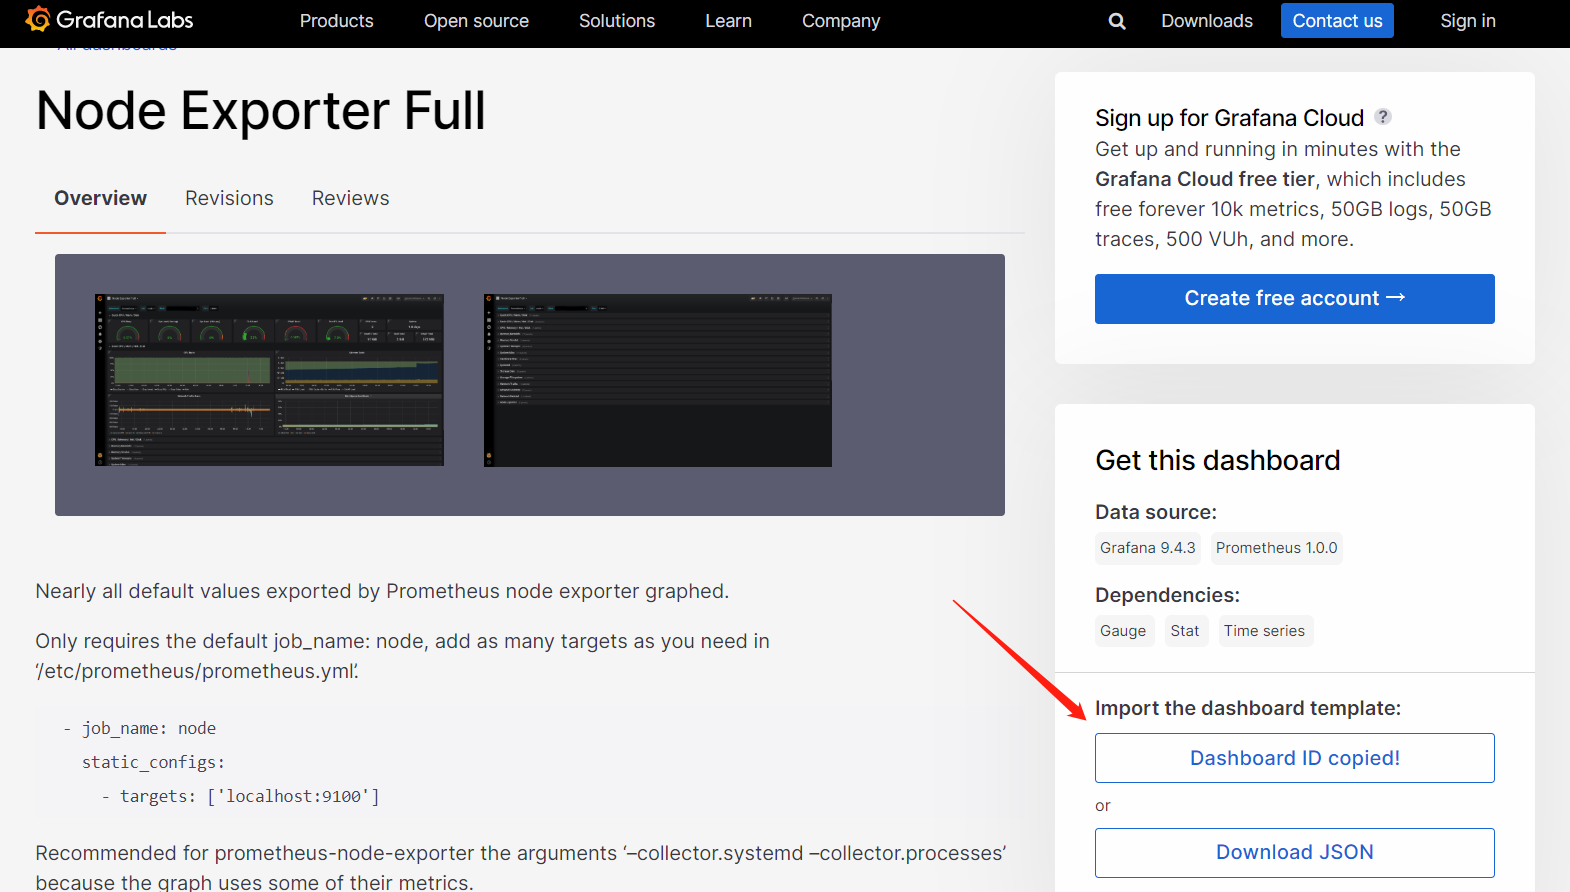 Grafana Labs
Products
Open source
Solutions
Learn
Company
Downloads
Contact us
Sign in
All dashboards
Node Exporter Full
Overview
Revisions
Reviews
Nearly all default values exported by Prometheus node exporter graphed.
Only requires the default job_name: node, add as many targets as you need in
‘/etc/prometheus/prometheus.yml’.
- job_name: node
static_configs:
- targets: ['localhost:9100']
Recommended for prometheus-node-exporter the arguments ‘–collector.systemd –collector.processes’
because the graph uses some of their metrics.
Sign up for Grafana Cloud ?
Get up and running in minutes with the
Grafana Cloud free tier, which includes
free forever 10k metrics, 50GB logs, 50GB
traces, 500 VUh, and more.
Create free account →
Get this dashboard
Data source:
Grafana 9.4.3
Prometheus 1.0.0
Dependencies:
Gauge
Stat
Time series
Import the dashboard template:
Dashboard ID copied!
or
Download JSON